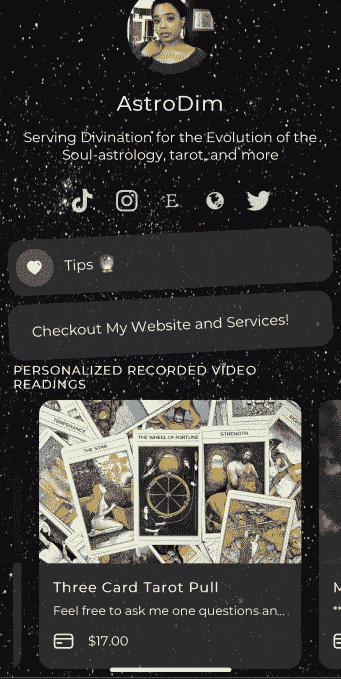 AstroDim
Serving Divination for the Evolution of the
Soul-astrology, tarot, and more
E
Tips 🔮
Checkout My Website and Services!
PERSONALIZED RECORDED VIDEO
READINGS
TEMPERANCE
THE STAR
THE WHEEL OF FORTUNE
STRENGTH
Three Card Tarot Pull
Feel free to ask me one questions an...
$17.00